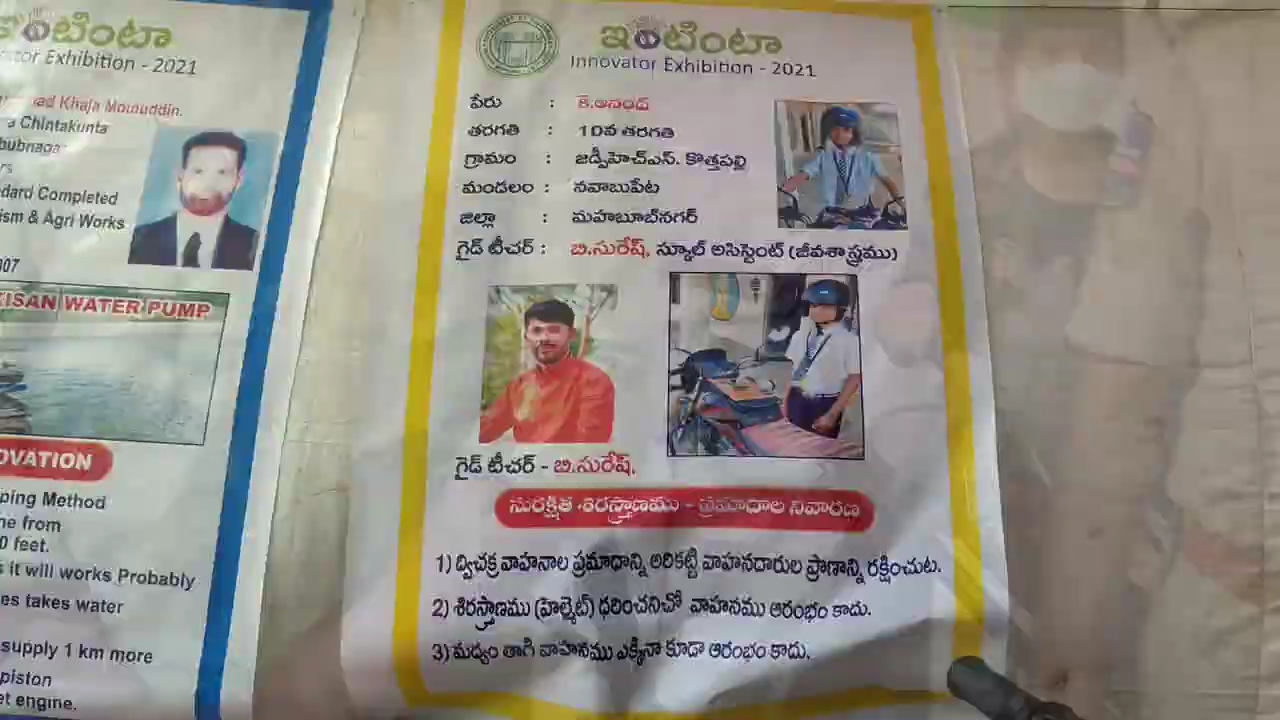 ఇంటింటా
vator Exhibition - 2021
Khaja Moinuddin.
Chintakunta
dard Completed
ism & Agri Works
007
KISAN WATER PUMP
OVATION
ping Method
ne from
0 feet.
it will works Probably
es takes water
supply 1 km more
piston
et engine.
ఇంటింటా
Innovator Exhibition - 2021
పేరు : కె.ఆనంద్
తరగతి : 10వ తరగతి
గ్రామం : జడ్పీహెచ్ఎస్. కొత్తపల్లి
మండలం : నవాబుపేట
జిల్లా : మహబూబ్‌నగర్
గైడ్ టీచర్ : బి.సురేష్, స్కూల్ అసిస్టెంట్ (జీవశాస్త్రము)
గైడ్ టీచర్ - బి.సురేష్,
సురక్షిత శిరస్త్రాణము - ప్రమాదాల నివారణ
1) ద్విచక్ర వాహనాల ప్రమాదాన్ని అరికట్టి వాహనదారుల ప్రాణాన్ని రక్షించుట.
2) శిరస్త్రాణము (హెల్మెట్) ధరించనిచో వాహనము ఆరంభం కాదు.
3) మద్యం తాగి వాహనము ఎక్కినా కూడా ఆరంభం కాదు.